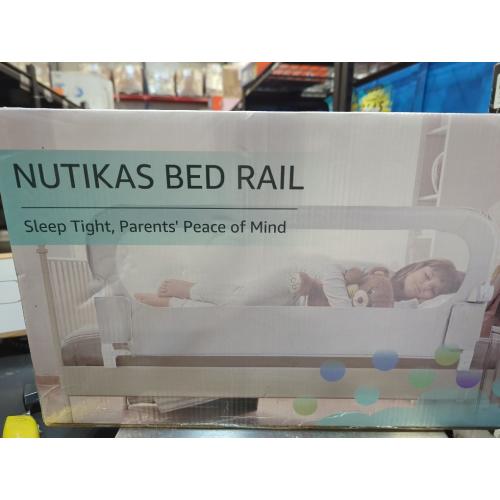 NUTIKAS BED RAIL
Sleep Tight, Parents' Peace of Mind